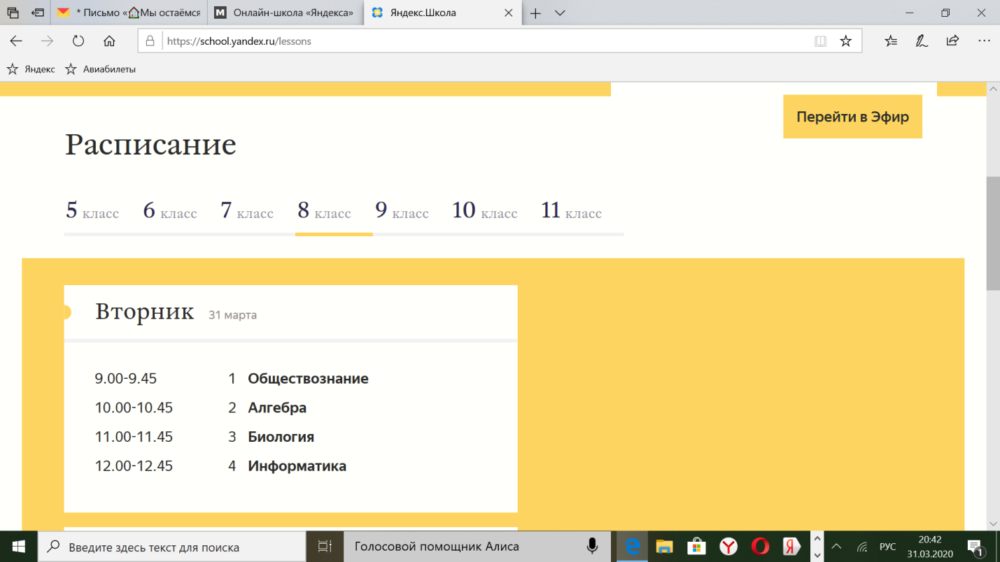 * Письмо «🏠Мы остаёмся
Онлайн-школа «Яндекса»
Яндекс.Школа
https://school.yandex.ru/lessons
Яндекс
Авиабилеты
Перейти в Эфир
Расписание
5 класс 6 класс 7 класс 8 класс 9 класс 10 класс 11 класс
Вторник 31 марта
9.00-9.45 1 Обществознание
10.00-10.45 2 Алгебра
11.00-11.45 3 Биология
12.00-12.45 4 Информатика
Введите здесь текст для поиска
Голосовой помощник Алиса
РУС
20:42
31.03.2020
1